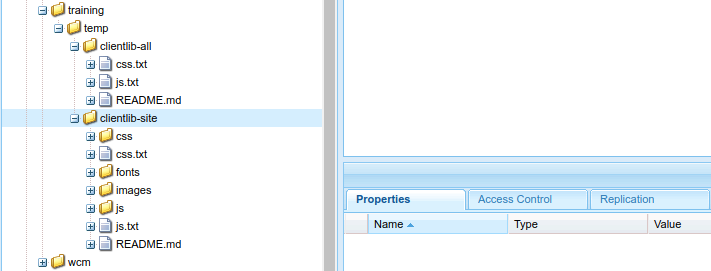 training
temp
clientlib-all
css.txt
js.txt
README.md
clientlib-site
css
css.txt
fonts
images
js
js.txt
README.md
wcm
Properties Access Control Replication
Name Type Value